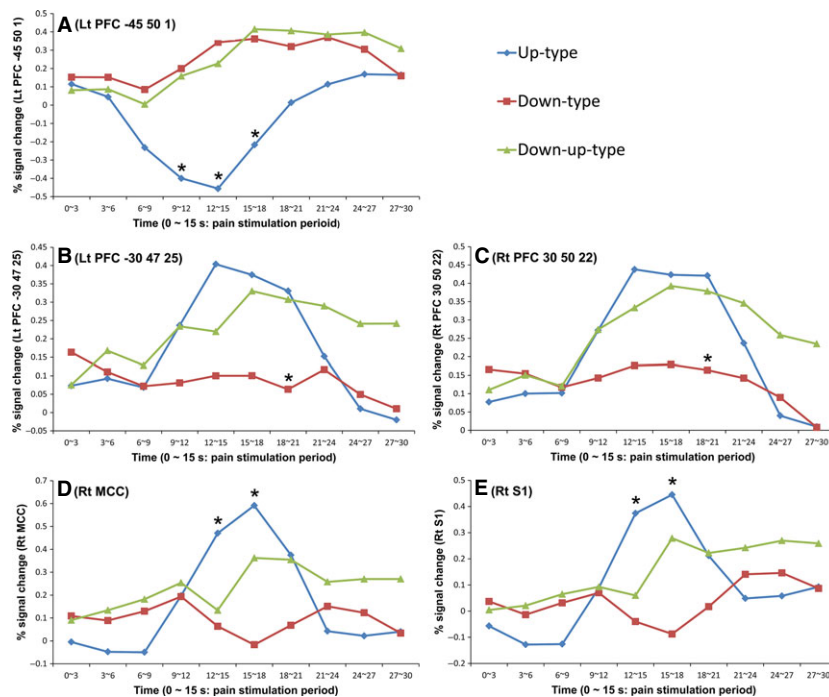 A (Lt PFC -45 50 1)
% signal change (Lt PFC -45 50 1)
0.5
0.4
0.3
0.2
0.1
0
−0.1
−0.2
−0.3
−0.4
−0.5
*
*
*
0~3 3~6 6~9 9~12 12~15 15~18 18~21 21~24 24~27 27~30
Time (0 ~ 15 s: pain stimulation perioid)
Up-type
Down-type
Down-up-type
B (Lt PFC -30 47 25)
% signal change (Lt PFC -30 47 25)
0.45
0.4
0.35
0.3
0.25
0.2
0.15
0.1
0.05
0
−0.05
*
0~3 3~6 6~9 9~12 12~15 15~18 18~21 21~24 24~27 27~30
Time (0 ~ 15 s: pain stimulation period)
C (Rt PFC 30 50 22)
% signal change (Rt PFC 30 50 22)
0.5
0.45
0.4
0.35
0.3
0.25
0.2
0.15
0.1
0.05
0
*
0~3 3~6 6~9 9~12 12~15 15~18 18~21 21~24 24~27 27~30
Time (0 ~ 15 s: pain stimulation period)
D (Rt MCC)
% signal change (Rt MCC)
0.7
0.6
0.5
0.4
0.3
0.2
0.1
0
−0.1
*
*
0~3 3~6 6~9 9~12 12~15 15~18 18~21 21~24 24~27 27~30
Time (0 ~ 15 s: pain stimulation period)
E (Rt S1)
% signal change (Rt S1)
0.5
0.4
0.3
0.2
0.1
0
−0.1
−0.2
*
*
0~3 3~6 6~9 9~12 12~15 15~18 18~21 21~24 24~27 27~30
Time (0 ~ 15 s: pain stimulation period)